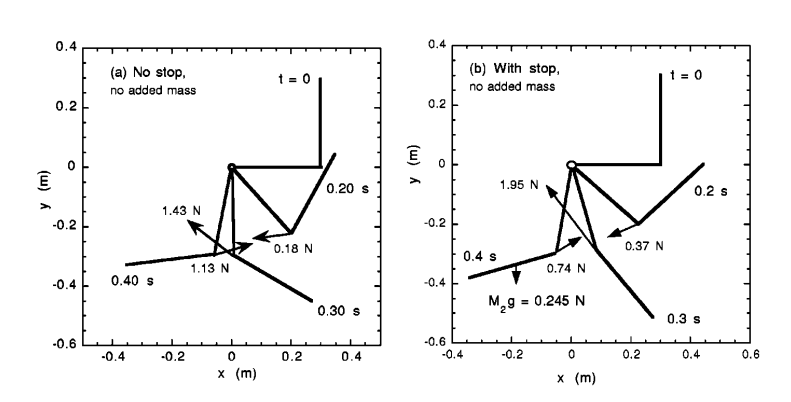 0.4
0.2
0
-0.2
-0.4
-0.6
y (m)
(a) No stop,
no added mass
t = 0
0.20 s
1.43 N
0.18 N
1.13 N
0.40 s
0.30 s
-0.4
-0.2
0
0.2
0.4
x (m)
0.4
0.2
0
-0.2
-0.4
-0.6
y (m)
(b) With stop,
no added mass
t = 0
0.2 s
1.95 N
0.37 N
0.4 s
0.74 N
M₂g = 0.245 N
0.3 s
-0.4
-0.2
0
0.2
0.4
0.6
x (m)